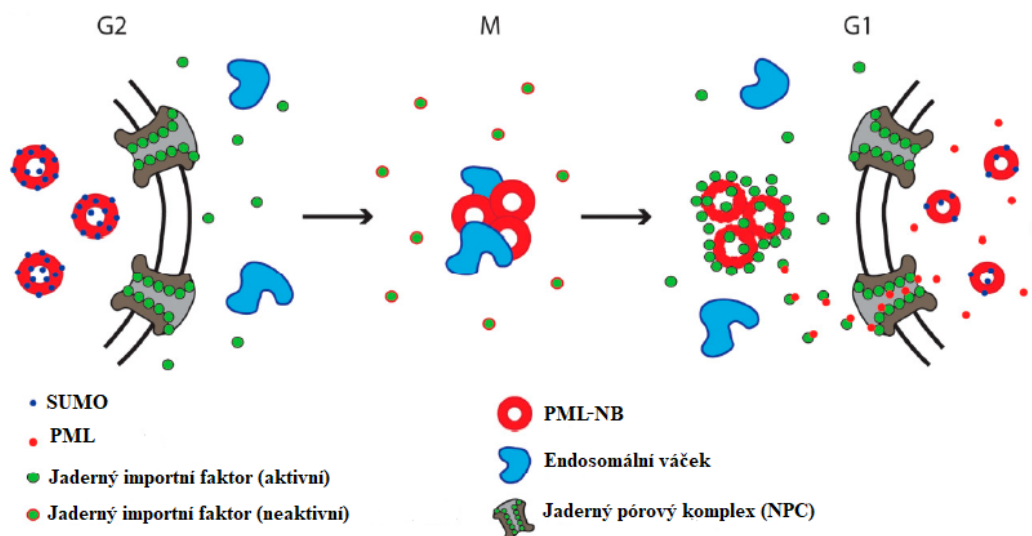 G2
M
G1
SUMO
PML
Jaderný importní faktor (aktivní)
Jaderný importní faktor (neaktivní)
PML-NB
Endosomální váček
Jaderný pórový komplex (NPC)